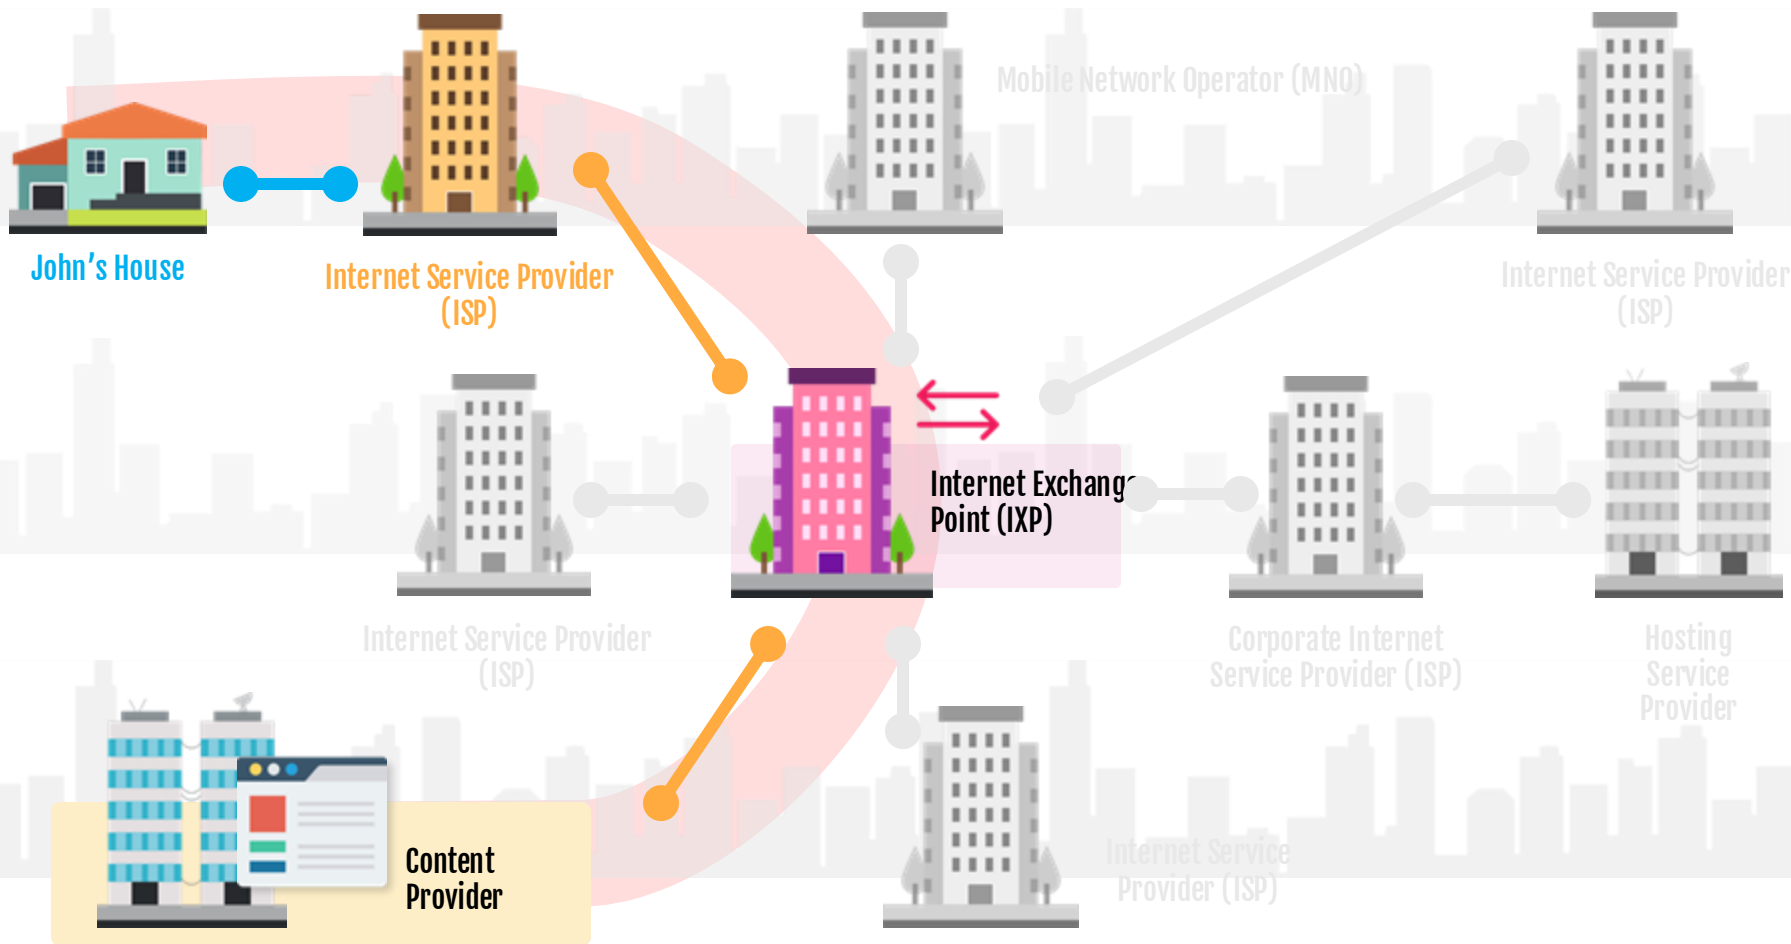 Mobile Network Operator (MNO)
John's House
Internet Service Provider
(ISP)
Internet Service Provider
(ISP)
Internet Exchange
Point (IXP)
Internet Service Provider
(ISP)
Corporate Internet
Service Provider (ISP)
Hosting
Service
Provider
Content
Provider
Internet Service
Provider (ISP)